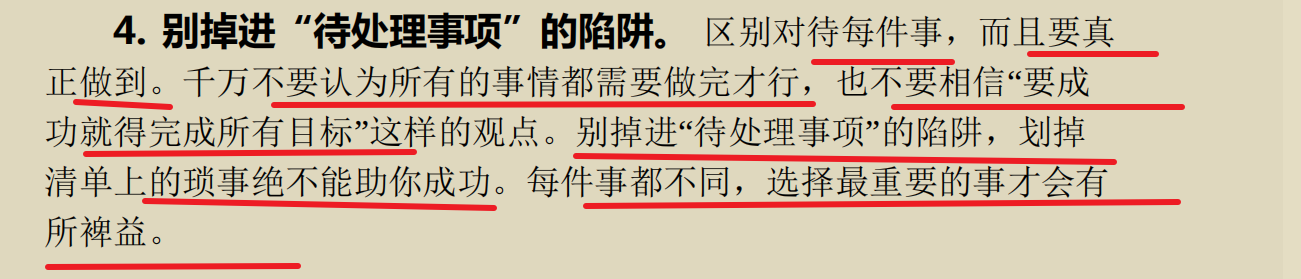 4. 别掉进“待处理事项”的陷阱。 区别对待每件事，而且要真
正做到。千万不要认为所有的事情都需要做完才行，也不要相信“要成
功就得完成所有目标”这样的观点。别掉进“待处理事项”的陷阱，划掉
清单上的琐事绝不能助你成功。每件事都不同，选择最重要的事才会有
所裨益。